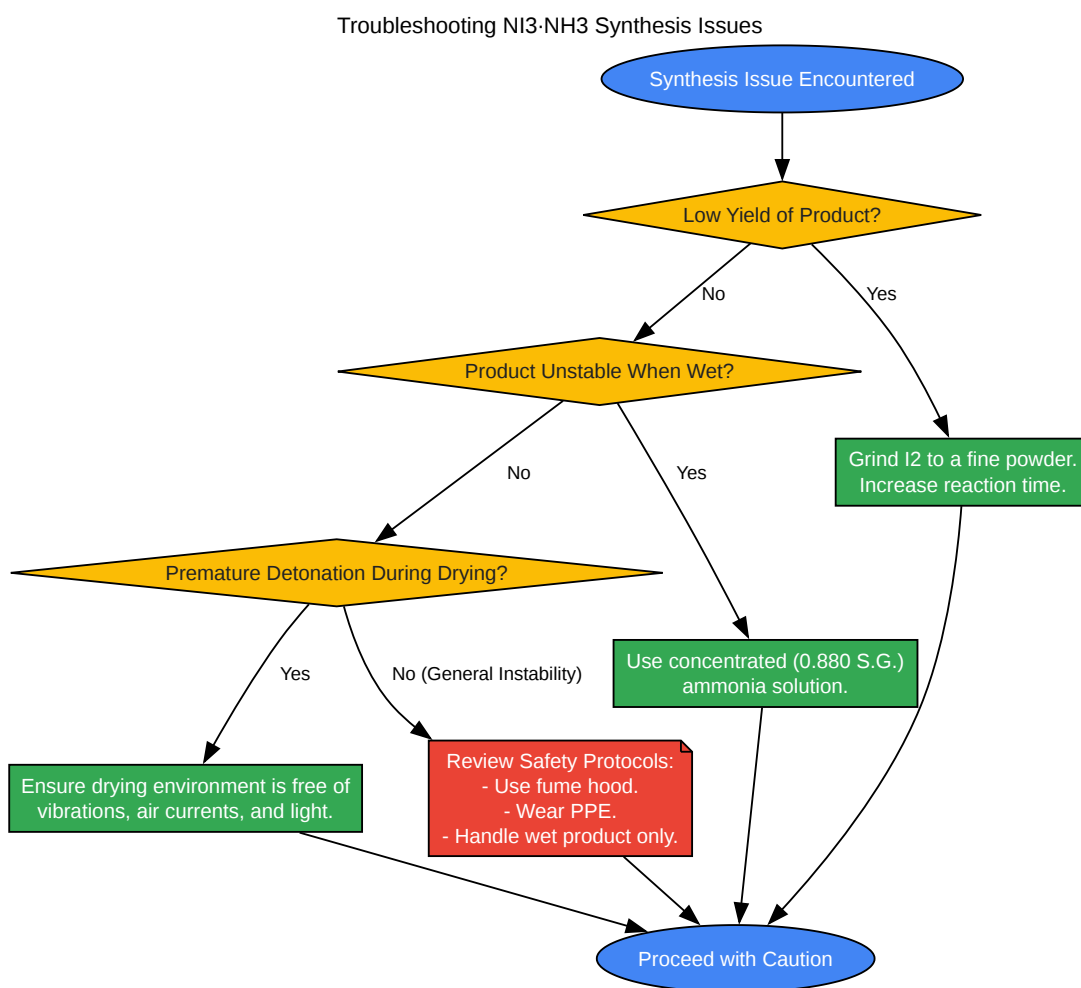 Troubleshooting NI3·NH3 Synthesis Issues
Synthesis Issue Encountered
Low Yield of Product?
No
Yes
Product Unstable When Wet?
Grind I2 to a fine powder.
Increase reaction time.
No
Yes
Premature Detonation During Drying?
Use concentrated (0.880 S.G.)
ammonia solution.
Yes
No (General Instability)
Ensure drying environment is free of
vibrations, air currents, and light.
Review Safety Protocols:
- Use fume hood.
- Wear PPE.
- Handle wet product only.
Proceed with Caution